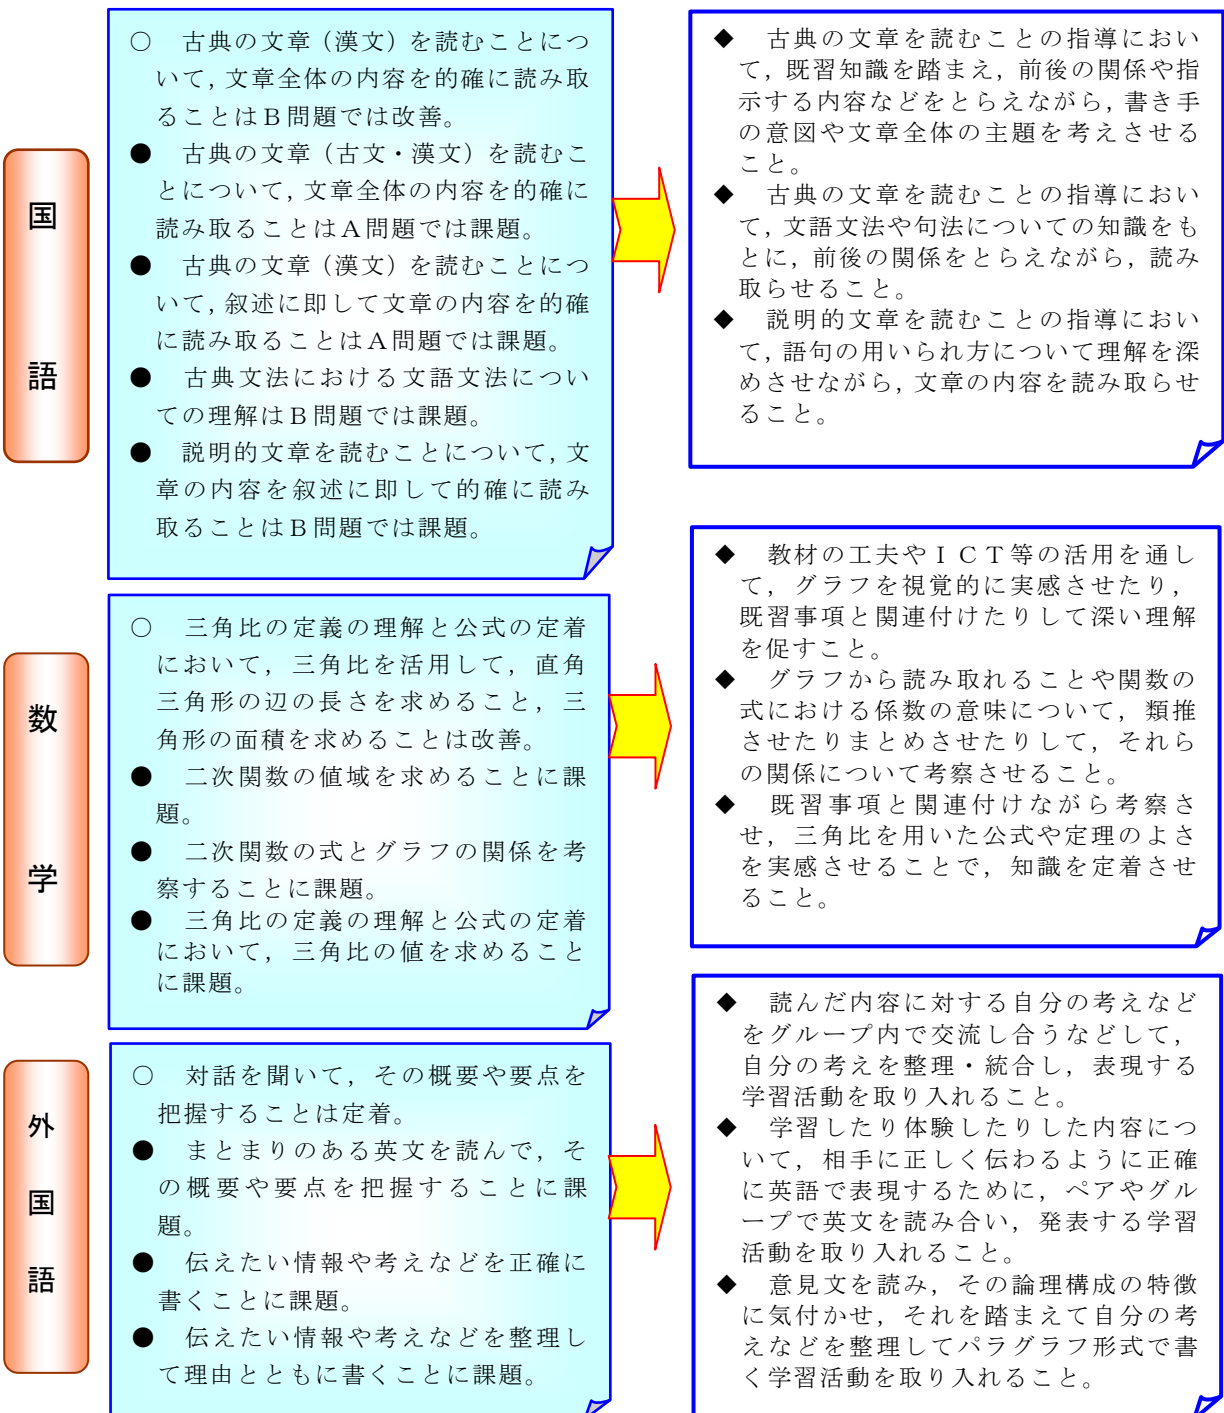 国
語
○　古典の文章（漢文）を読むことにつ
いて，文章全体の内容を的確に読み取
ることはＢ問題では改善。
●　古典の文章（古文・漢文）を読むこ
とについて，文章全体の内容を的確に
読み取ることはＡ問題では課題。
●　古典の文章（漢文）を読むことにつ
いて，叙述に即して文章の内容を的確
に読み取ることはＡ問題では課題。
●　古典文法における文語文法につい
ての理解はＢ問題では課題。
●　説明的文章を読むことについて，文
章の内容を叙述に即して的確に読み
取ることはＢ問題では課題。
◆　古典の文章を読むことの指導におい
て，既習知識を踏まえ，前後の関係や指
示する内容などをとらえながら，書き手
の意図や文章全体の主題を考えさせる
こと。
◆　古典の文章を読むことの指導におい
て，文語文法や句法についての知識をも
とに，前後の関係をとらえながら，読み
取らせること。
◆　説明的文章を読むことの指導におい
て，語句の用いられ方について理解を深
めさせながら，文章の内容を読み取らせ
ること。
数
学
○　三角比の定義の理解と公式の定着
において，三角比を活用して，直角
三角形の辺の長さを求めること，三
角形の面積を求めることは改善。
●　二次関数の値域を求めることに課
題。
●　二次関数の式とグラフの関係を考
察することに課題。
●　三角比の定義の理解と公式の定着
において，三角比の値を求めること
に課題。
◆　教材の工夫やＩＣＴ等の活用を通し
て，グラフを視覚的に実感させたり，
既習事項と関連付けたりして深い理解
を促すこと。
◆　グラフから読み取れることや関数の
式における係数の意味について，類推
させたりまとめさせたりして，それら
の関係について考察させること。
◆　既習事項と関連付けながら考察さ
せ，三角比を用いた公式や定理のよさ
を実感させることで，知識を定着させ
ること。
外
国
語
○　対話を聞いて，その概要や要点を
把握することは定着。
●　まとまりのある英文を読んで，そ
の概要や要点を把握することに課
題。
●　伝えたい情報や考えなどを正確に
書くことに課題。
●　伝えたい情報や考えなどを整理し
て理由とともに書くことに課題。
◆　読んだ内容に対する自分の考えなど
をグループ内で交流し合うなどして，
自分の考えを整理・統合し，表現する
学習活動を取り入れること。
◆　学習したり体験したりした内容につ
いて，相手に正しく伝わるように正確
に英語で表現するために，ペアやグル
ープで英文を読み合い，発表する学習
活動を取り入れること。
◆　意見文を読み，その論理構成の特徴
に気付かせ，それを踏まえて自分の考
えなどを整理してパラグラフ形式で書
く学習活動を取り入れること。